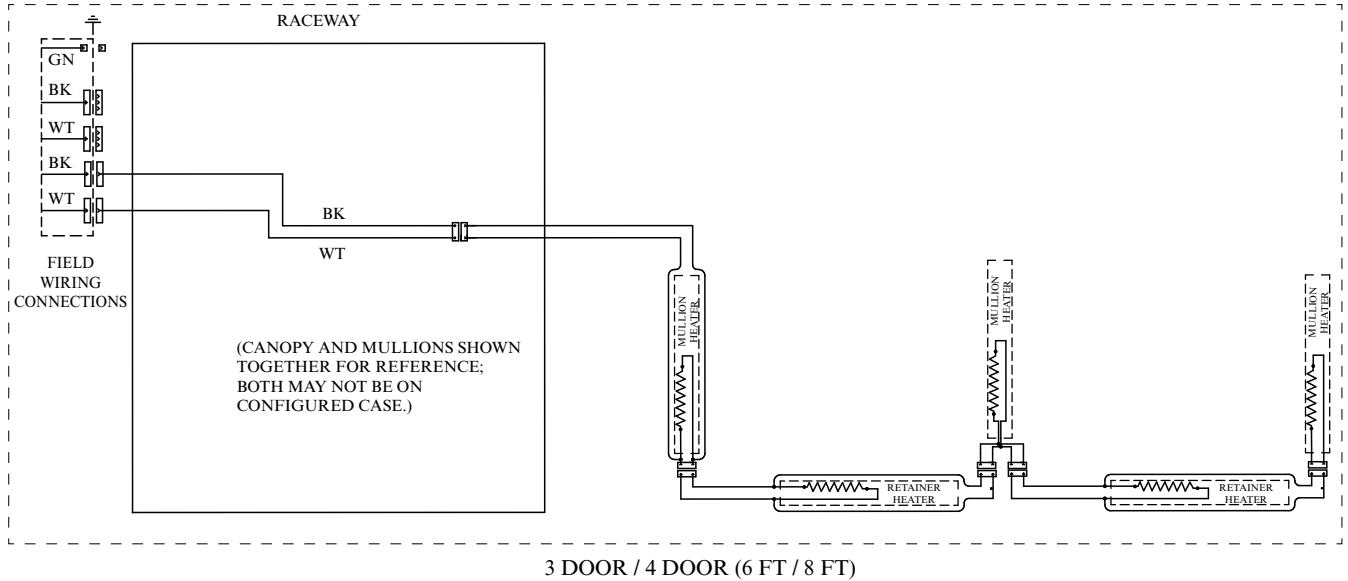 RACEWAY
GN
BK
WT
BK
WT
FIELD
WIRING
CONNECTIONS
BK
WT
(CANOPY AND MULLIONS SHOWN
TOGETHER FOR REFERENCE;
BOTH MAY NOT BE ON
CONFIGURED CASE.)
MULLION
HEATER
RETAINER
HEATER
MULLION
HEATER
RETAINER
HEATER
MULLION
HEATER
3 DOOR / 4 DOOR (6 FT / 8 FT)